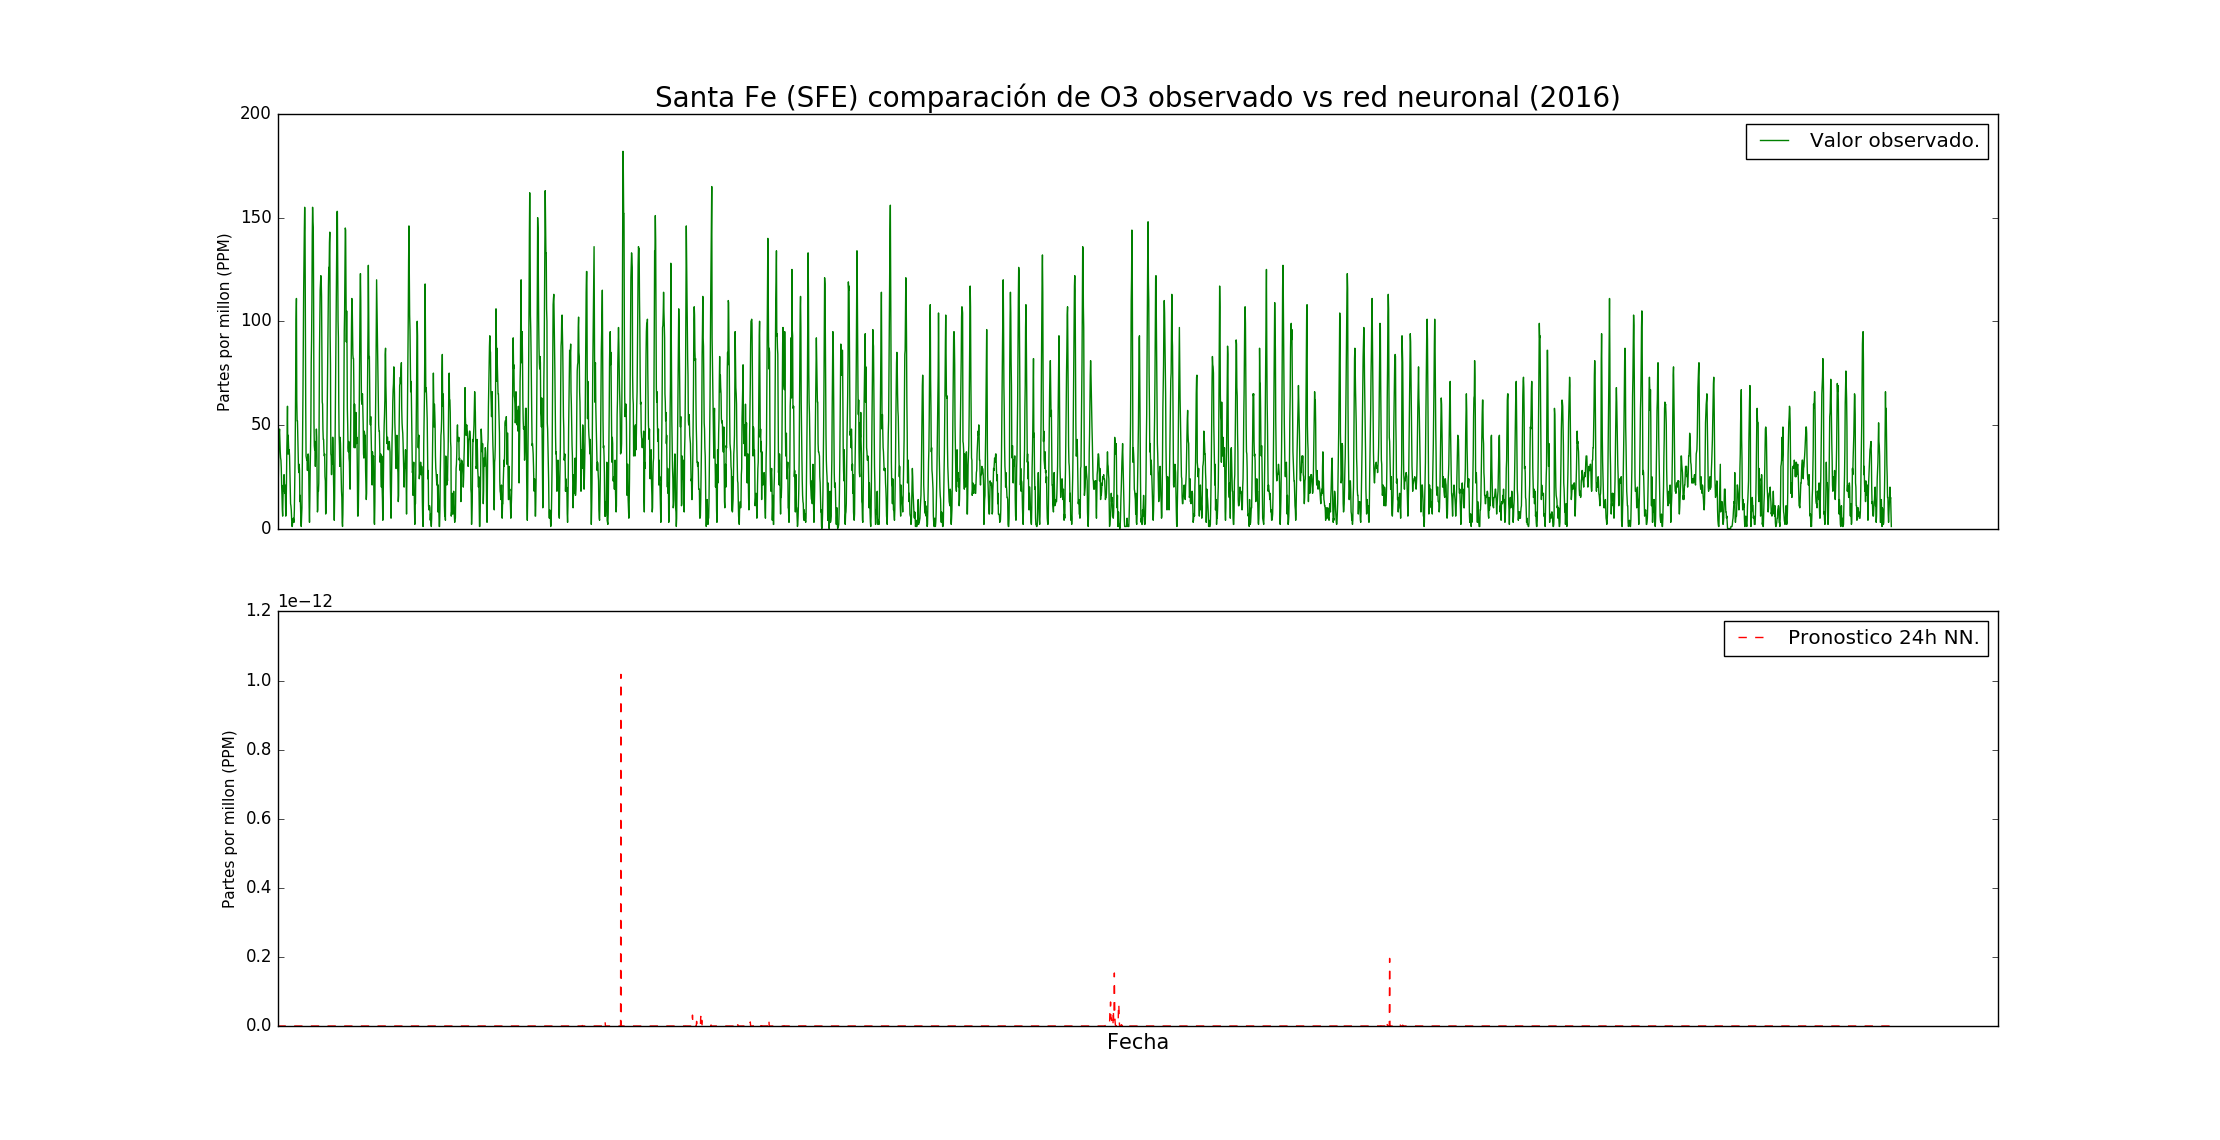 Santa Fe (SFE) comparación de O3 observado vs red neuronal (2016)
200
150
100
50
0
Partes por millon (PPM)
Valor observado.
1e−12
1.2
1.0
0.8
0.6
0.4
0.2
0.0
Partes por millon (PPM)
Pronostico 24h NN.
Fecha